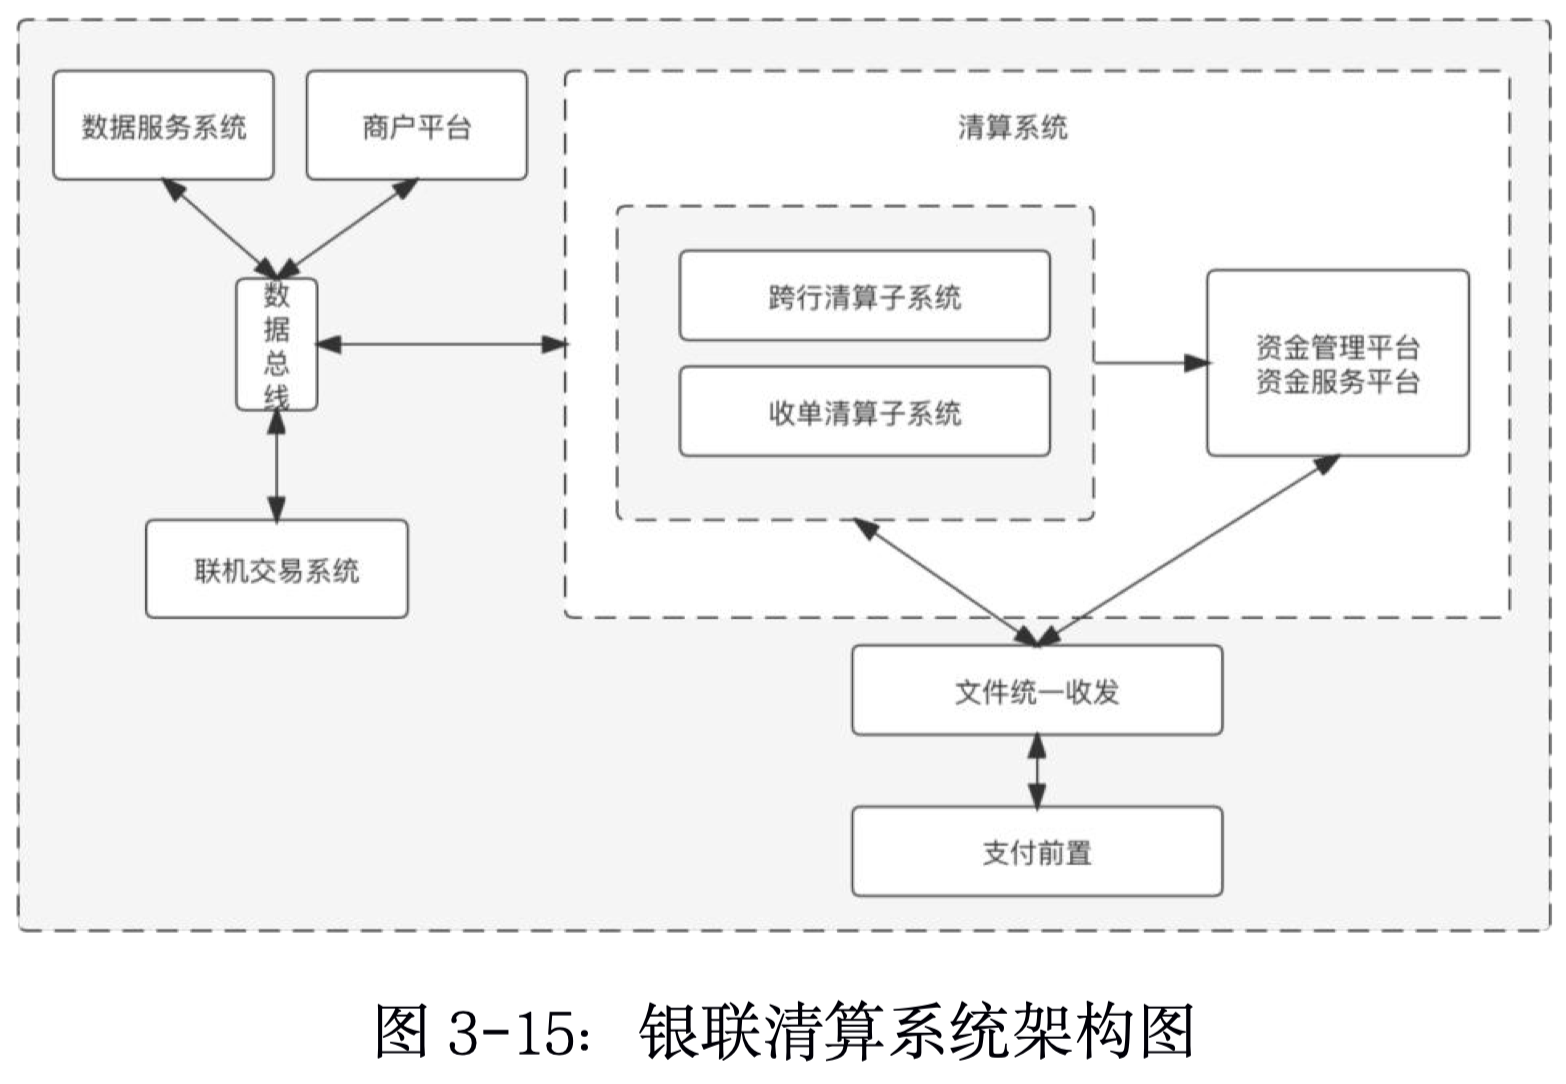 数据服务系统
商户平台
清算系统
数
据
总
线
跨行清算子系统
收单清算子系统
资金管理平台
资金服务平台
联机交易系统
文件统一收发
支付前置
图 3-15：银联清算系统架构图